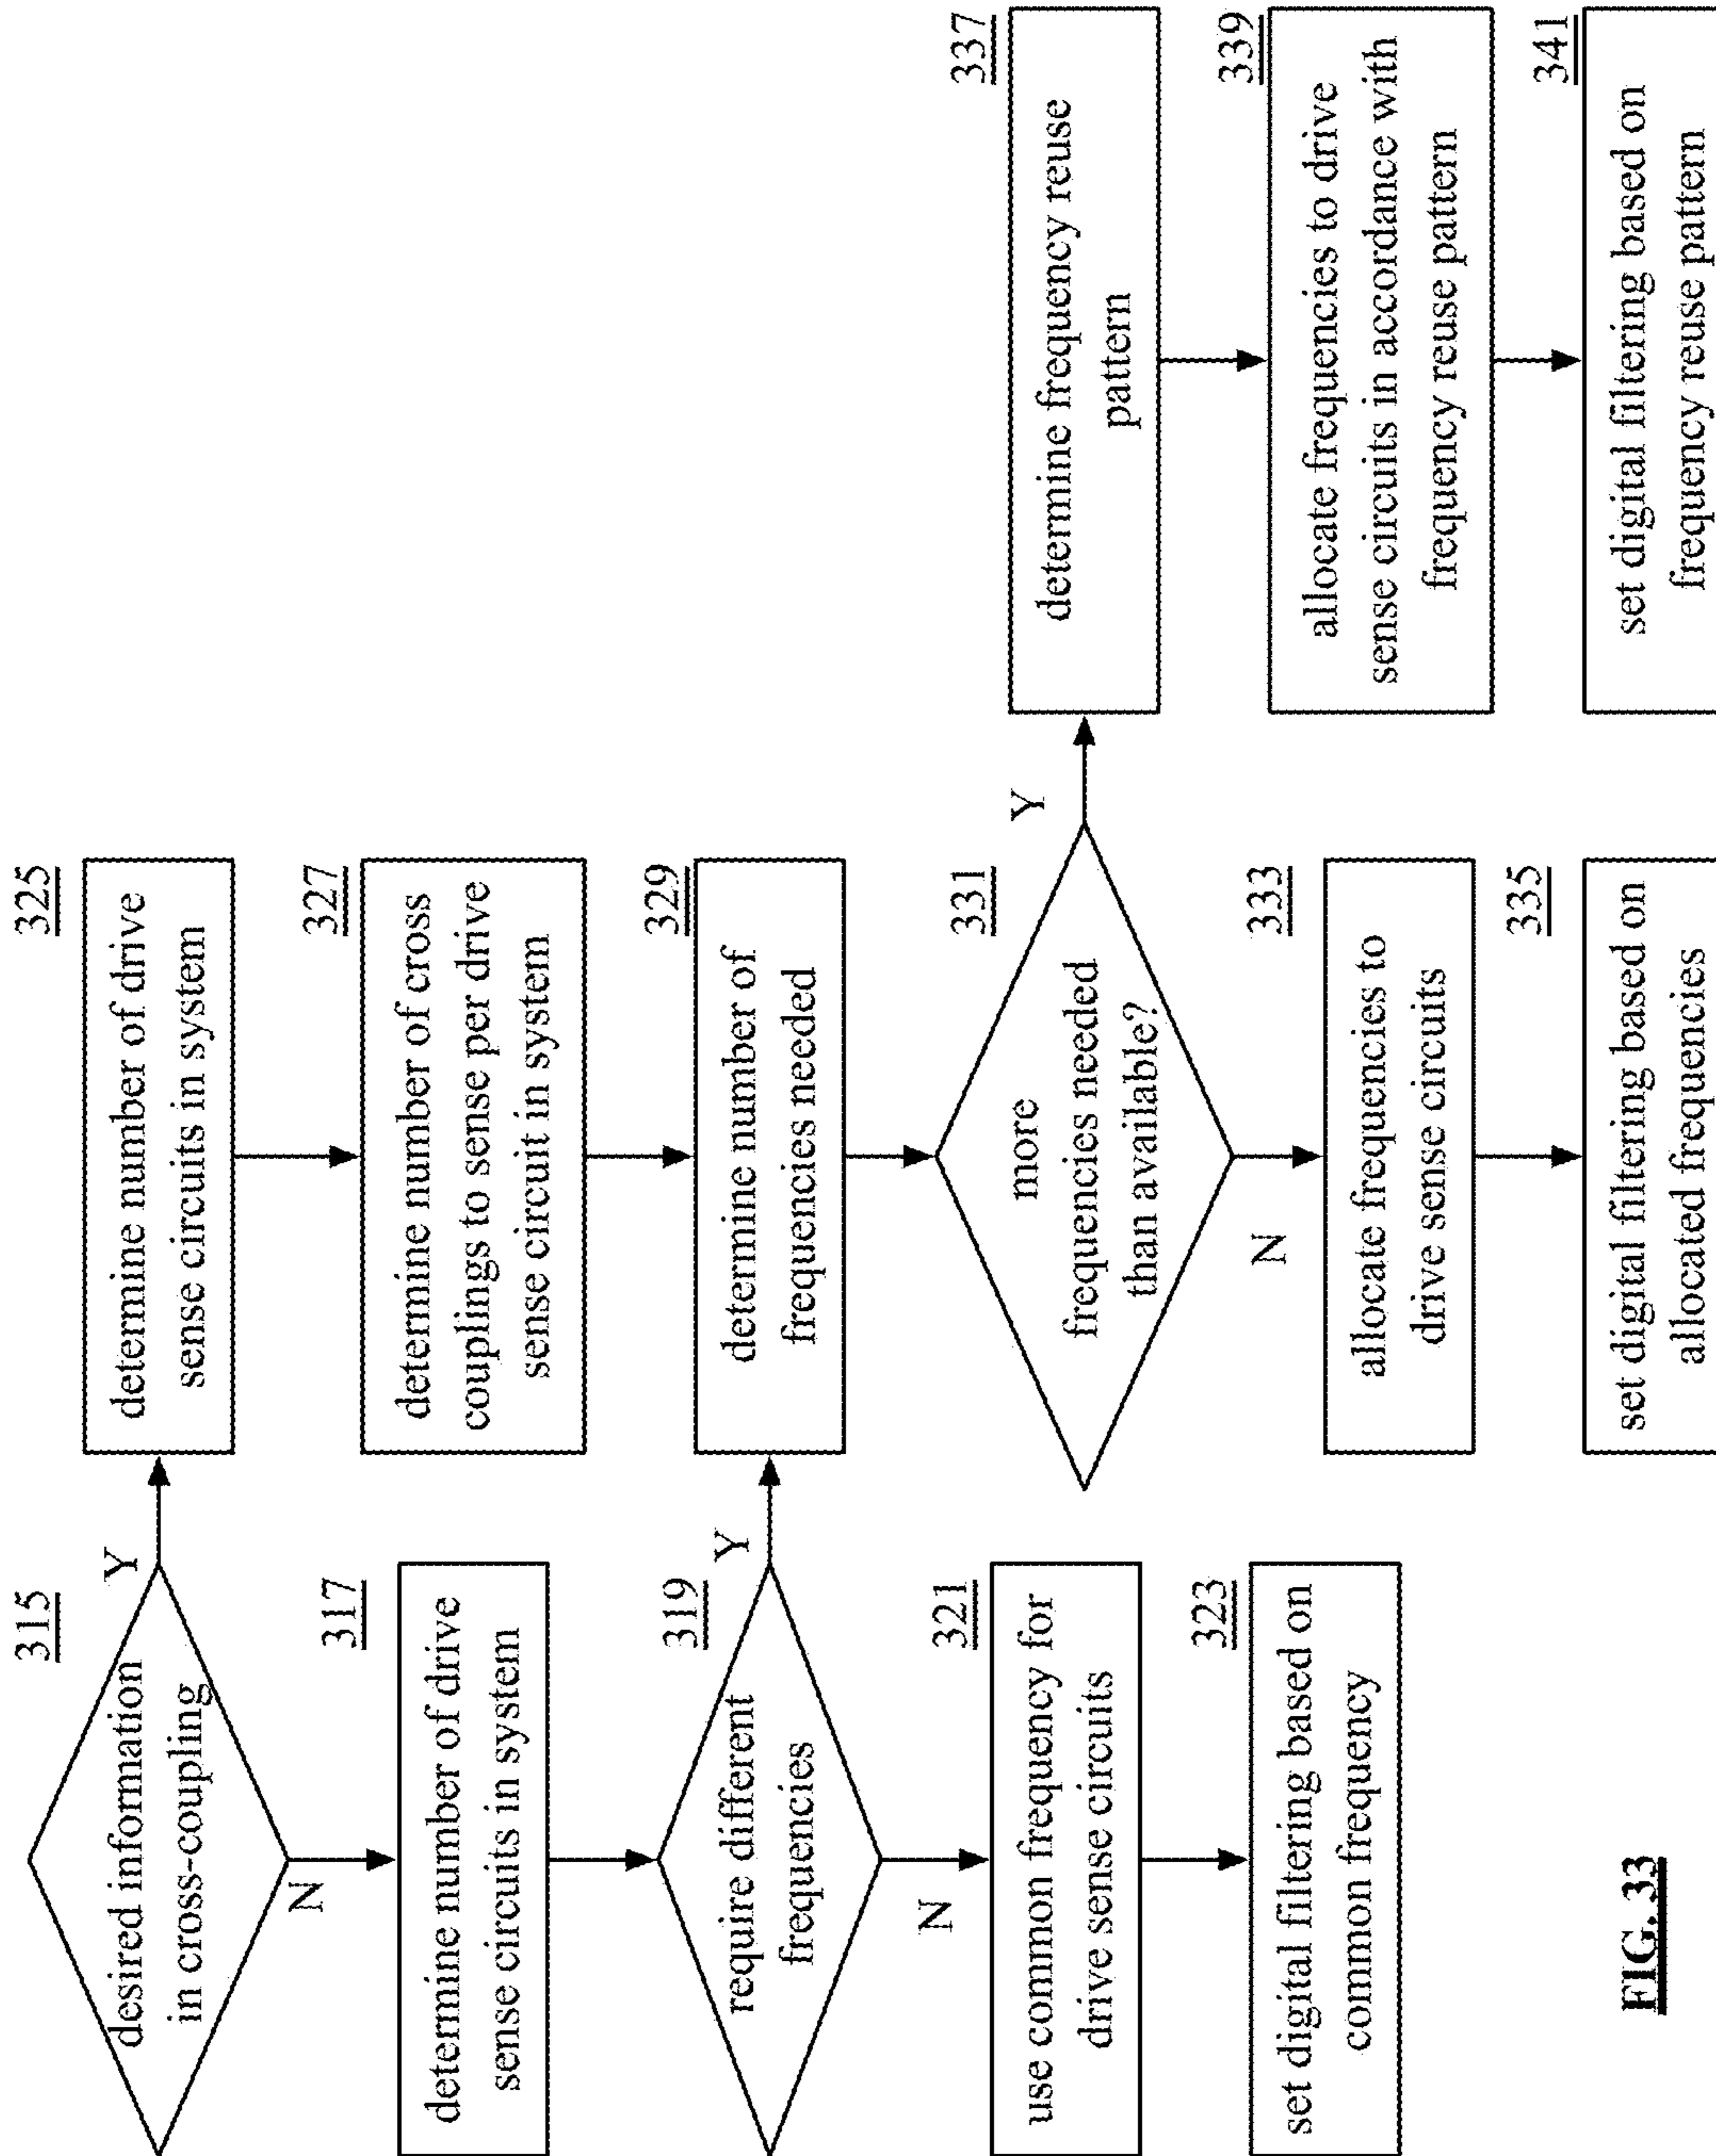 315
desired information
in cross-coupling
Y
N
317
determine number of drive
sense circuits in system
319
require different
frequencies
Y
N
321
use common frequency for
drive sense circuits
323
set digital filtering based on
common frequency
325
determine number of drive
sense circuits in system
327
determine number of cross
couplings to sense per drive
sense circuit in system
329
determine number of
frequencies needed
331
more
frequencies needed
than available?
Y
N
333
allocate frequencies to
drive sense circuits
335
set digital filtering based on
allocated frequencies
337
determine frequency reuse
pattern
339
allocate frequencies to drive
sense circuits in accordance with
frequency reuse pattern
341
set digital filtering based on
frequency reuse pattern
FIG. 33